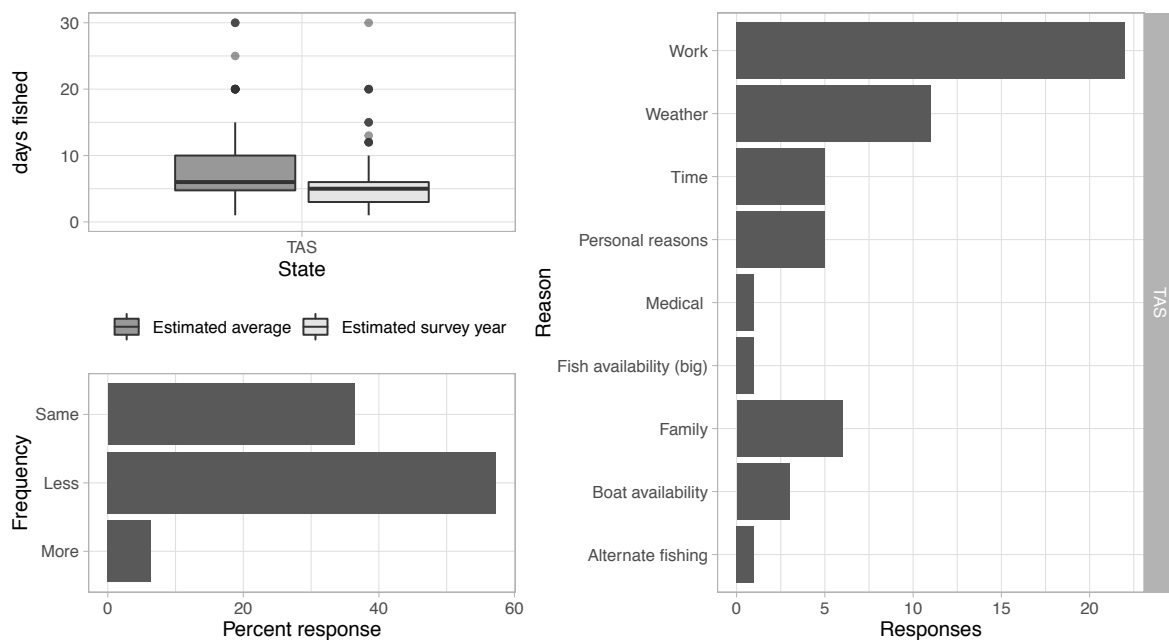 30
20
10
0
days fished
TAS
State
Estimated average
Estimated survey year
Same
Less
More
Frequency
0 20 40 60
Percent response
Work
Weather
Time
Personal reasons
Medical
Fish availability (big)
Family
Boat availability
Alternate fishing
Reason
0 5 10 15 20
Responses
TAS